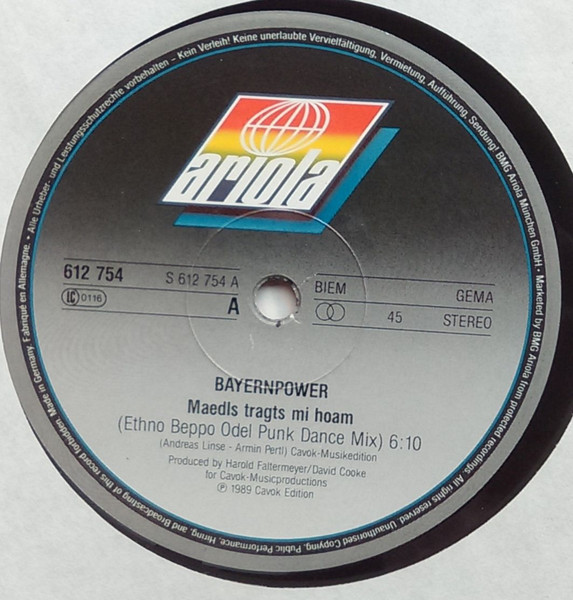 • Alle Urheber- und Leistungsschutzrechte vorbehalten – Kein Verleih! Keine unerlaubte Vervielfältigung, Vermietung, Aufführung, Sendung! BMG Ariola München GmbH • Marketed by BMG Ariola from protected recordings. All rights reserved. Unauthorised Copying, Public Performance, Hiring, and Broadcasting of this record forbidden. Made in Germany. Fabriqué en Allemagne.
ariola
612 754 S 612 754 A
LC 0116
A
BIEM GEMA
45 STEREO
BAYERNPOWER
Maedls tragts mi hoam
(Ethno Beppo Odel Punk Dance Mix) 6:10
(Andreas Linse - Armin Pertl) Cavok-Musikedition
Produced by Harold Faltermeyer/David Cooke
for Cavok-Musicproductions
℗ 1989 Cavok Edition